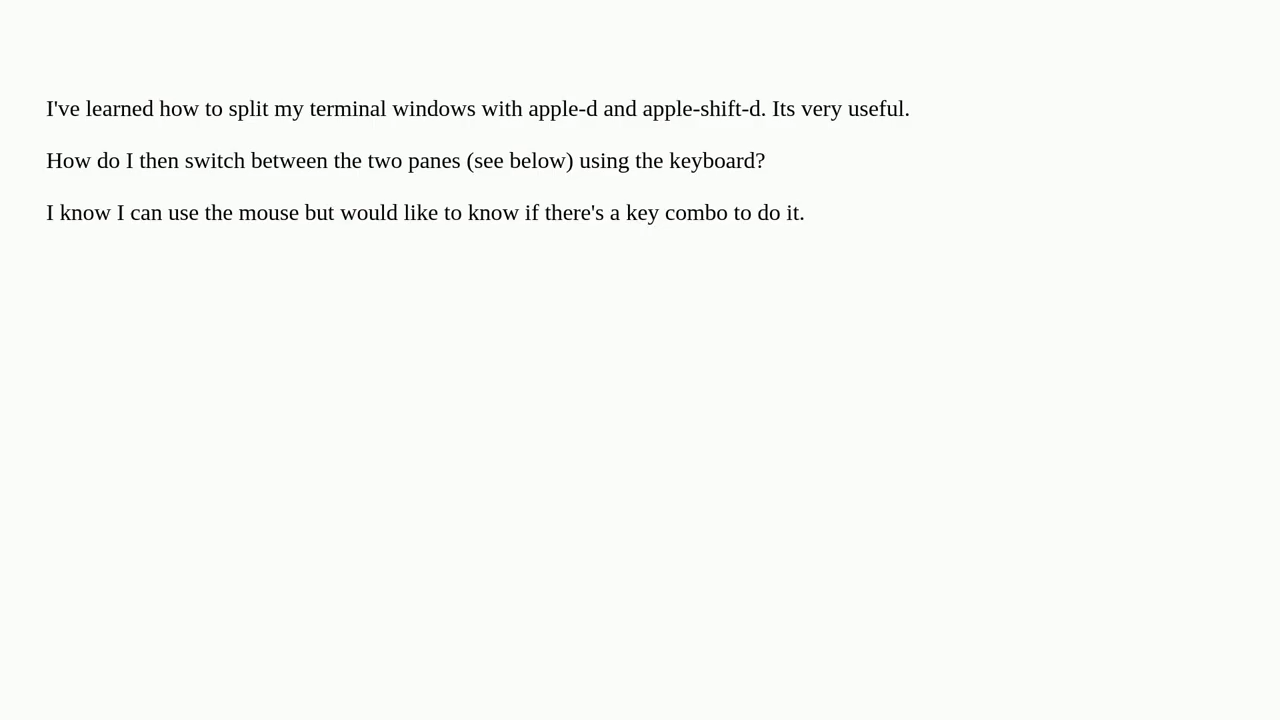 I've learned how to split my terminal windows with apple-d and apple-shift-d. Its very useful.
How do I then switch between the two panes (see below) using the keyboard?
I know I can use the mouse but would like to know if there's a key combo to do it.